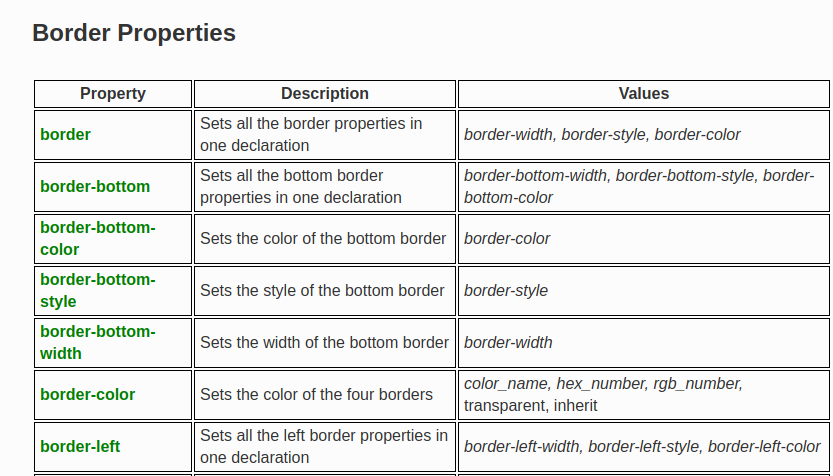 Border Properties
Property Description Values
border
Sets all the border properties in
one declaration
border-width, border-style, border-color
border-bottom
Sets all the bottom border
properties in one declaration
border-bottom-width, border-bottom-style, border-
bottom-color
border-bottom-
color
Sets the color of the bottom border
border-color
border-bottom-
style
Sets the style of the bottom border
border-style
border-bottom-
width
Sets the width of the bottom border
border-width
border-color
Sets the color of the four borders
color_name, hex_number, rgb_number,
transparent, inherit
border-left
Sets all the left border properties in
one declaration
border-left-width, border-left-style, border-left-color